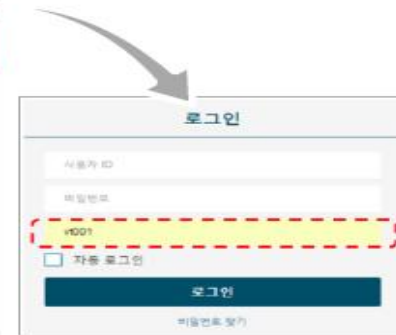 로그인
사용자 ID
비밀번호
vt001
자동 로그인
로그인
비밀번호 찾기